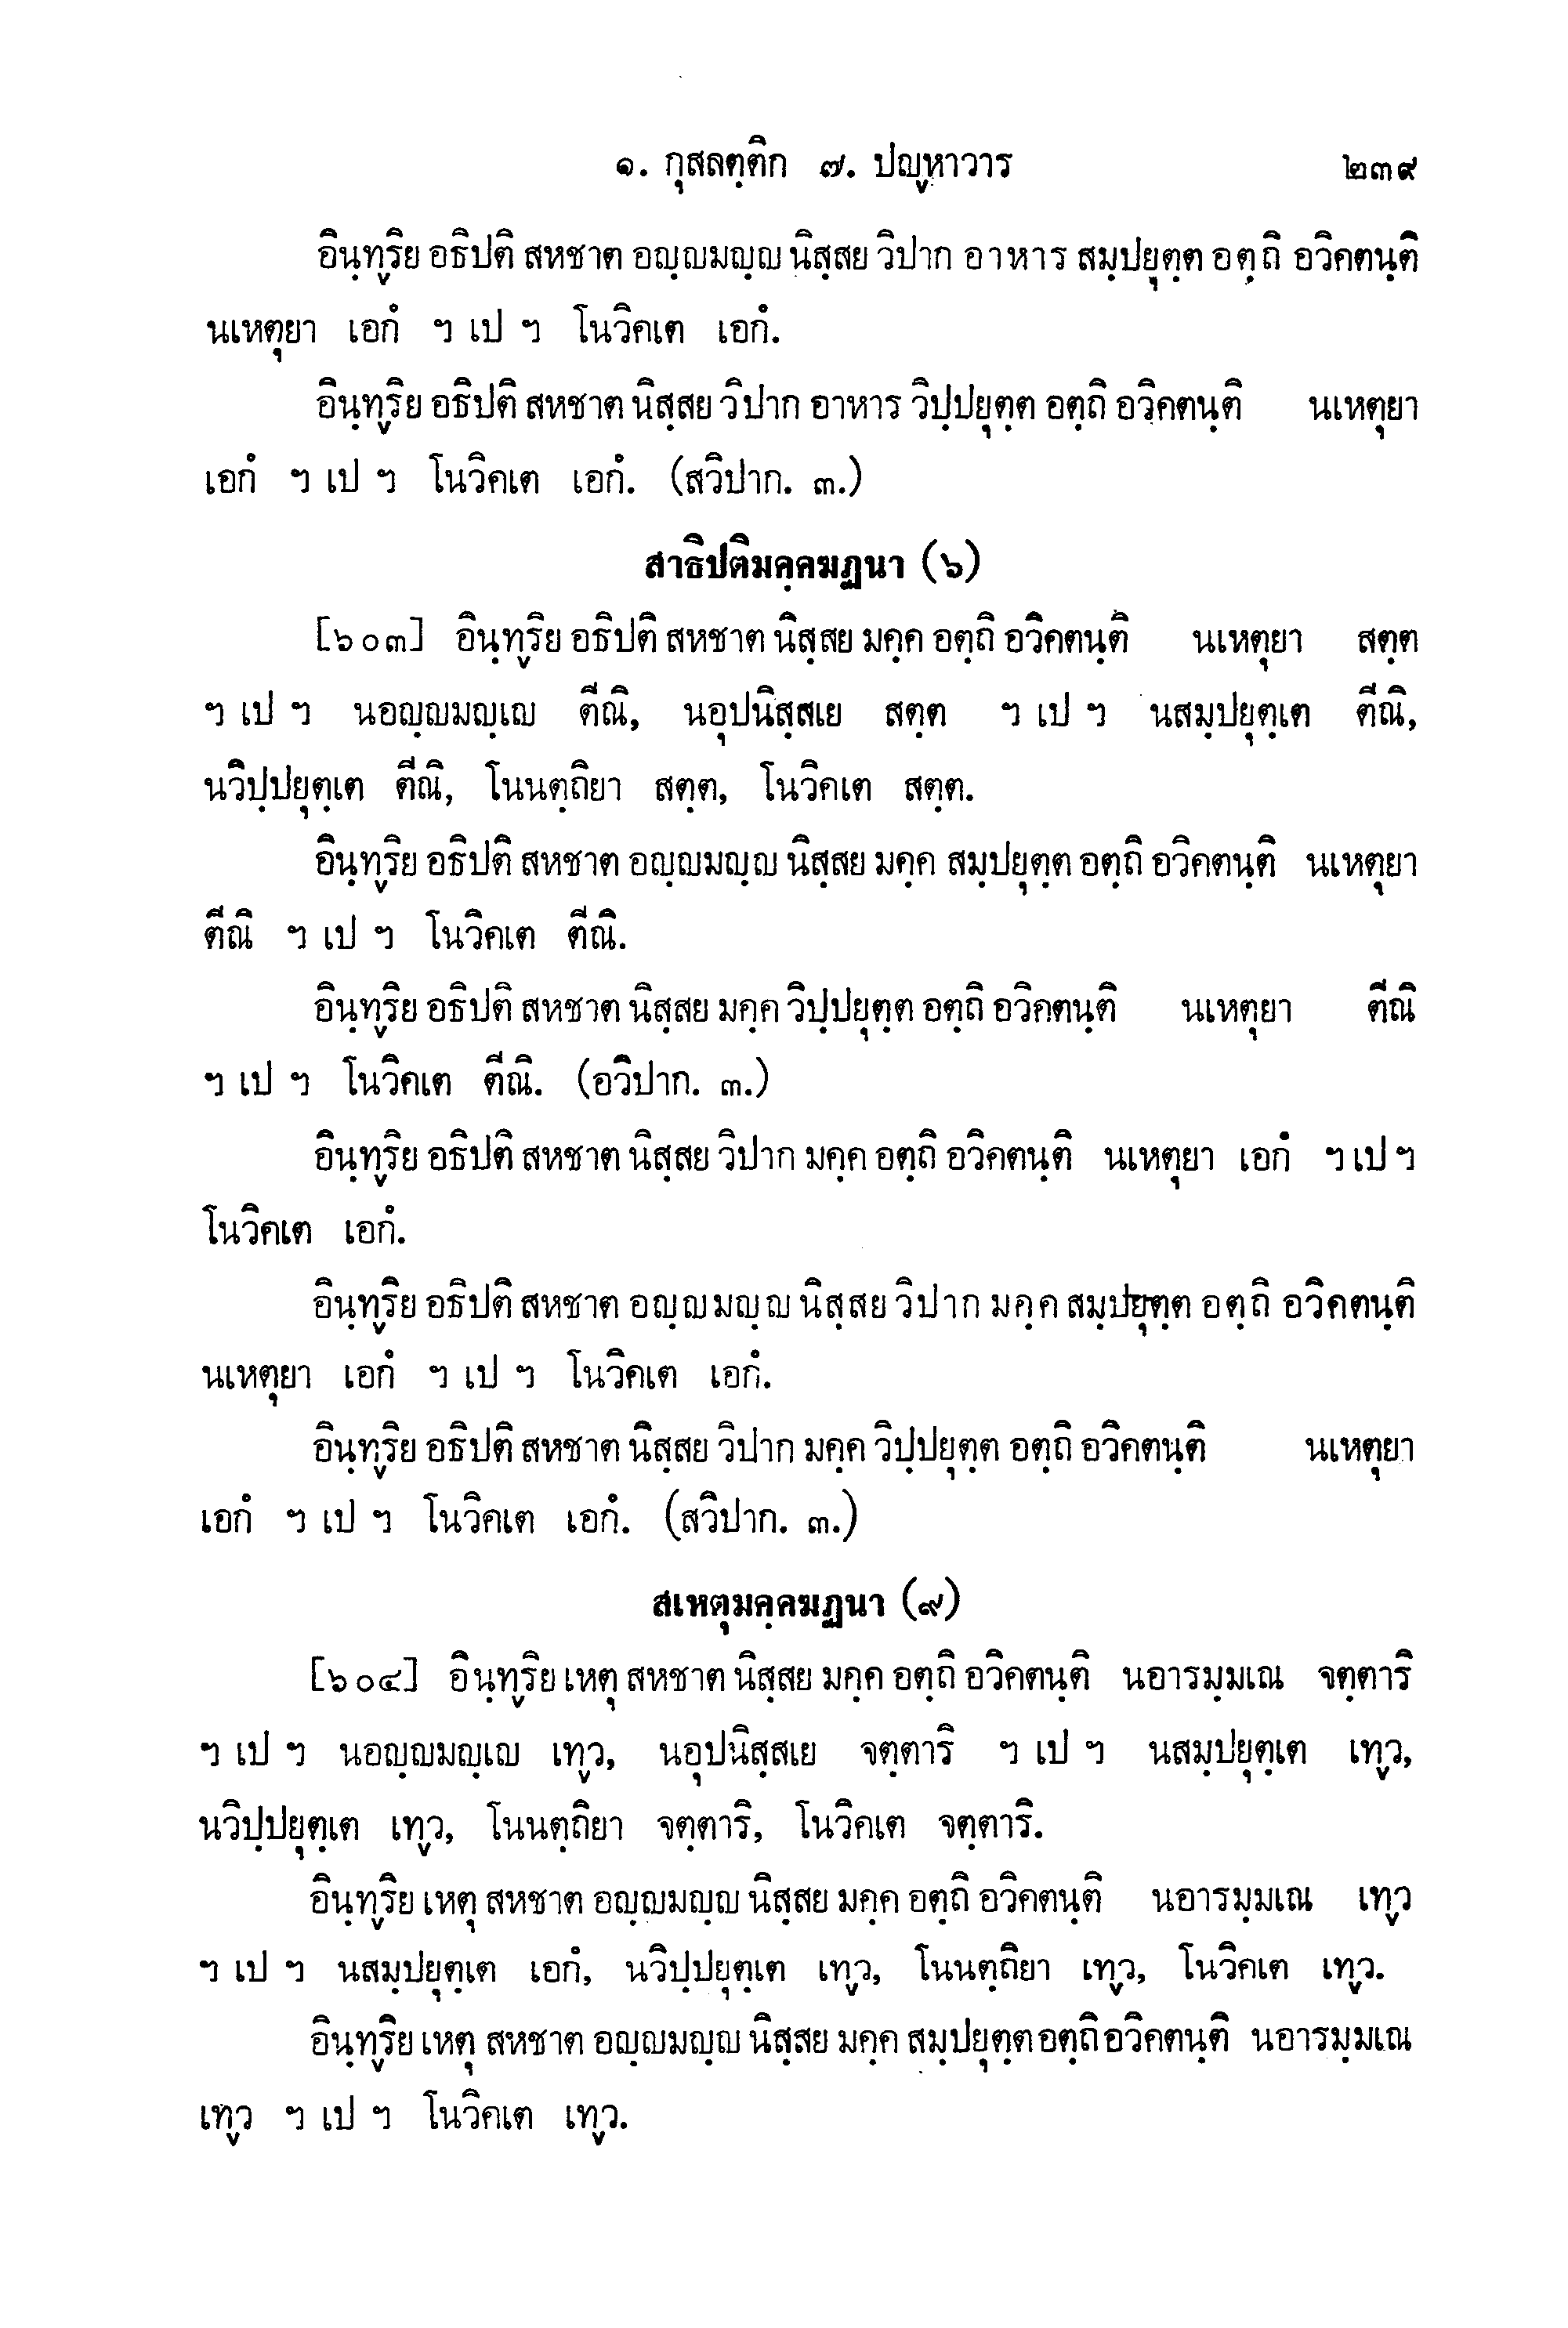 ๑. กุสลตฺติก ๗. ปญฺหาวาร ๒๓๙
อินฺทฺริย อธิปติ สหชาต อญฺญมญฺญ นิสฺสย วิปาก อาหาร สมฺปยุตฺต อตฺถิ อวิคตนฺติ
นเหตุยา เอกํ ฯ เป ฯ โนวิคเต เอกํ.
อินฺทฺริย อธิปติ สหชาต นิสฺสย วิปาก อาหาร วิปฺปยุตฺต อตฺถิ อวิคตนฺติ นเหตุยา
เอกํ ฯ เป ฯ โนวิคเต เอกํ. (สวิปาก. ๓.)
สาธิปติมคฺคฆฏนา (๖)
[๖๐๓] อินฺทฺริย อธิปติ สหชาต นิสฺสย มคฺค อตฺถิ อวิคตนฺติ นเหตุยา สตฺต
ฯ เป ฯ นอญฺญมญฺเญ ตีณิ, นอุปนิสฺสเย สตฺต ฯ เป ฯ นสมฺปยุตฺเต ตีณิ,
นวิปฺปยุตฺเต ตีณิ, โนนตฺถิยา สตฺต, โนวิคเต สตฺต.
อินฺทฺริย อธิปติ สหชาต อญฺญมญฺญ นิสฺสย มคฺค สมฺปยุตฺต อตฺถิ อวิคตนฺติ นเหตุยา
ตีณิ ฯ เป ฯ โนวิคเต ตีณิ.
อินฺทฺริย อธิปติ สหชาต นิสฺสย มคฺค วิปฺปยุตฺต อตฺถิ อวิคตนฺติ นเหตุยา ตีณิ
ฯ เป ฯ โนวิคเต ตีณิ. (อวิปาก. ๓.)
อินฺทฺริย อธิปติ สหชาต นิสฺสย วิปาก มคฺค อตฺถิ อวิคตนฺติ นเหตุยา เอกํ ฯ เป ฯ
โนวิคเต เอกํ.
อินฺทฺริย อธิปติ สหชาต อญฺญมญฺญ นิสฺสย วิปาก มคฺค สมฺปยุตฺต อตฺถิ อวิคตนฺติ
นเหตุยา เอกํ ฯ เป ฯ โนวิคเต เอกํ.
อินฺทฺริย อธิปติ สหชาต นิสฺสย วิปาก มคฺค วิปฺปยุตฺต อตฺถิ อวิคตนฺติ นเหตุยา
เอกํ ฯ เป ฯ โนวิคเต เอกํ. (สวิปาก. ๓.)
สเหตุมคฺคฆฏนา (๙)
[๖๐๔] อินฺทฺริย เหตุ สหชาต นิสฺสย มคฺค อตฺถิ อวิคตนฺติ นอารมฺมเณ จตฺตาริ
ฯ เป ฯ นอญฺญมญฺเญ เทฺว, นอุปนิสฺสเย จตฺตาริ ฯ เป ฯ นสมฺปยุตฺเต เทฺว,
นวิปฺปยุตฺเต เทฺว, โนนตฺถิยา จตฺตาริ, โนวิคเต จตฺตาริ.
อินฺทฺริย เหตุ สหชาต อญฺญมญฺญ นิสฺสย มคฺค อตฺถิ อวิคตนฺติ นอารมฺมเณ เทฺว
ฯ เป ฯ นสมฺปยุตฺเต เอกํ, นวิปฺปยุตฺเต เทฺว, โนนตฺถิยา เทฺว, โนวิคเต เทฺว.
อินฺทฺริย เหตุ สหชาต อญฺญมญฺญ นิสฺสย มคฺค สมฺปยุตฺต อตฺถิ อวิคตนฺติ นอารมฺมเณ
เทฺว ฯ เป ฯ โนวิคเต เทฺว.